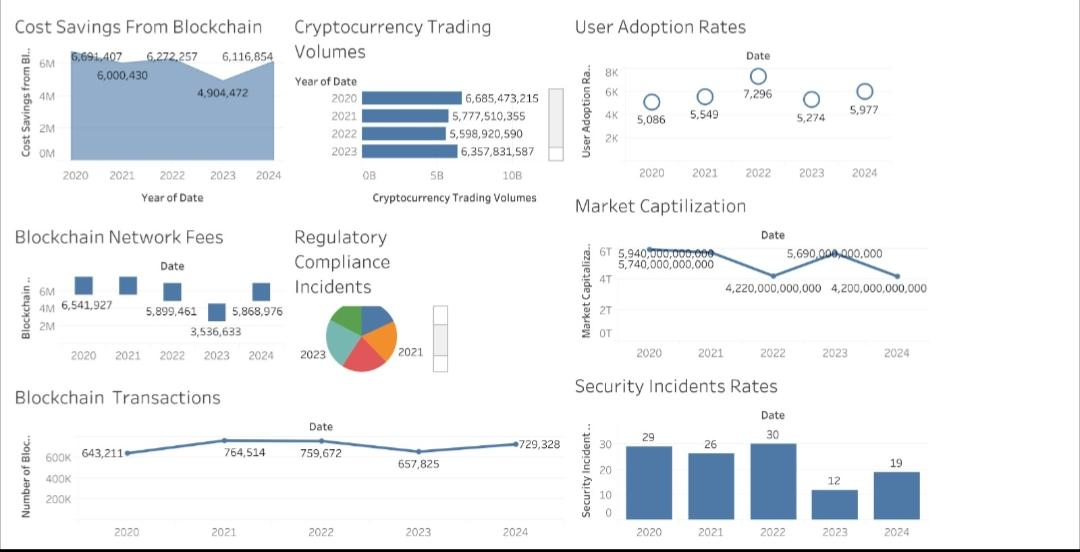 Cost Savings From Blockchain
Cost Savings from Bl..
6M
4M
2M
0M
6,691,407
6,000,430
6,272,257
4,904,472
6,116,854
2020 2021 2022 2023 2024
Year of Date
Cryptocurrency Trading
Volumes
Year of Date
2020 6,685,473,215
2021 5,777,510,355
2022 5,598,920,590
2023 6,357,831,587
0B 5B 10B
Cryptocurrency Trading Volumes
User Adoption Rates
Date
User Adoption Ra..
8K
6K
4K
2K
5,086
5,549
7,296
5,274
5,977
2020 2021 2022 2023 2024
Blockchain Network Fees
Date
Blockchain ..
6M
4M
2M
6,541,927
5,899,461
3,536,633
5,868,976
2020 2021 2022 2023 2024
Regulatory
Compliance
Incidents
2023
2021
Market Captilization
Date
Market Capitaliza..
6T
4T
2T
0T
5,940,000,000,000
5,740,000,000,000
4,220,000,000,000
5,690,000,000,000
4,200,000,000,000
2020 2021 2022 2023 2024
Blockchain Transactions
Date
Number of Bloc..
600K
400K
200K
643,211
764,514
759,672
657,825
729,328
2020 2021 2022 2023 2024
Security Incidents Rates
Date
Security Incident..
30
20
10
0
29
26
30
12
19
2020 2021 2022 2023 2024